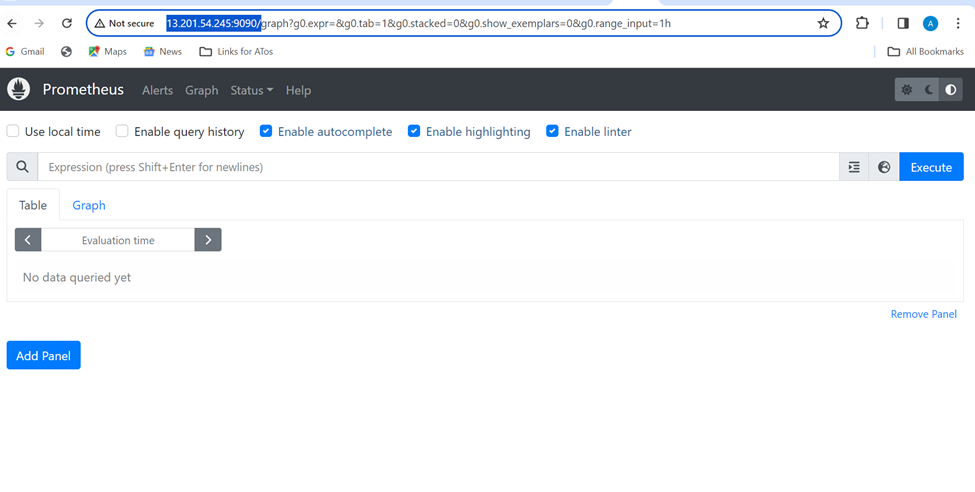 Not secure 13.201.54.245:9090/graph?g0.expr=&g0.tab=1&g0.stacked=0&g0.show_exemplars=0&g0.range_input=1h A
Gmail Maps News Links for ATos All Bookmarks
Prometheus Alerts Graph Status Help
Use local time Enable query history Enable autocomplete Enable highlighting Enable linter
Expression (press Shift+Enter for newlines) Execute
Table Graph
Evaluation time
No data queried yet
Remove Panel
Add Panel